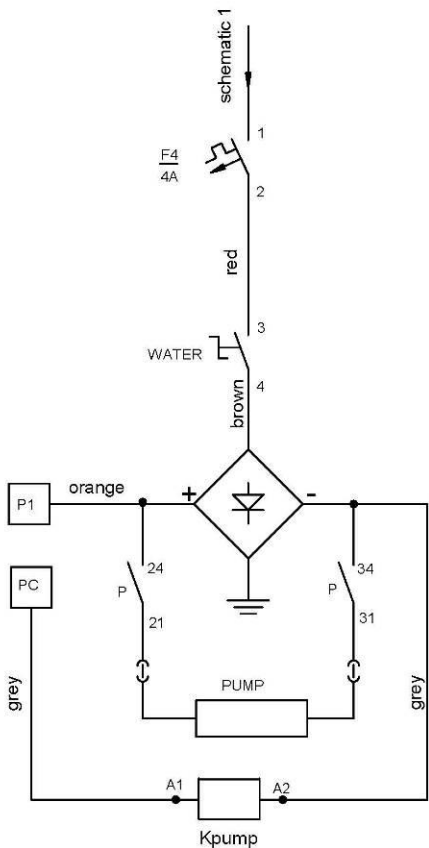 schematic 1
1
F4
4A
2
red
3
WATER
4
brown
orange
P1
+
-
24
34
PC
P
P
21
31
grey
PUMP
grey
A1
A2
Kpump